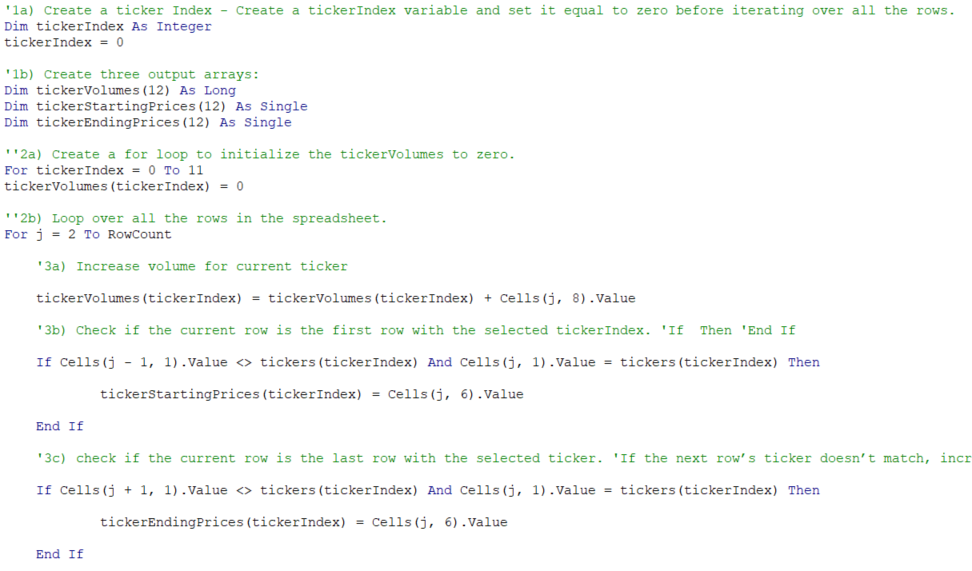 '1a) Create a ticker Index - Create a tickerIndex variable and set it equal to zero before iterating over all the rows.
Dim tickerIndex As Integer
tickerIndex = 0
'1b) Create three output arrays:
Dim tickerVolumes(12) As Long
Dim tickerStartingPrices(12) As Single
Dim tickerEndingPrices(12) As Single
''2a) Create a for loop to initialize the tickerVolumes to zero.
For tickerIndex = 0 To 11
tickerVolumes(tickerIndex) = 0
''2b) Loop over all the rows in the spreadsheet.
For j = 2 To RowCount
'3a) Increase volume for current ticker
tickerVolumes(tickerIndex) = tickerVolumes(tickerIndex) + Cells(j, 8).Value
'3b) Check if the current row is the first row with the selected tickerIndex. 'If  Then 'End If
If Cells(j - 1, 1).Value <> tickers(tickerIndex) And Cells(j, 1).Value = tickers(tickerIndex) Then
tickerStartingPrices(tickerIndex) = Cells(j, 6).Value
End If
'3c) check if the current row is the last row with the selected ticker. 'If the next row’s ticker doesn’t match, incr
If Cells(j + 1, 1).Value <> tickers(tickerIndex) And Cells(j, 1).Value = tickers(tickerIndex) Then
tickerEndingPrices(tickerIndex) = Cells(j, 6).Value
End If